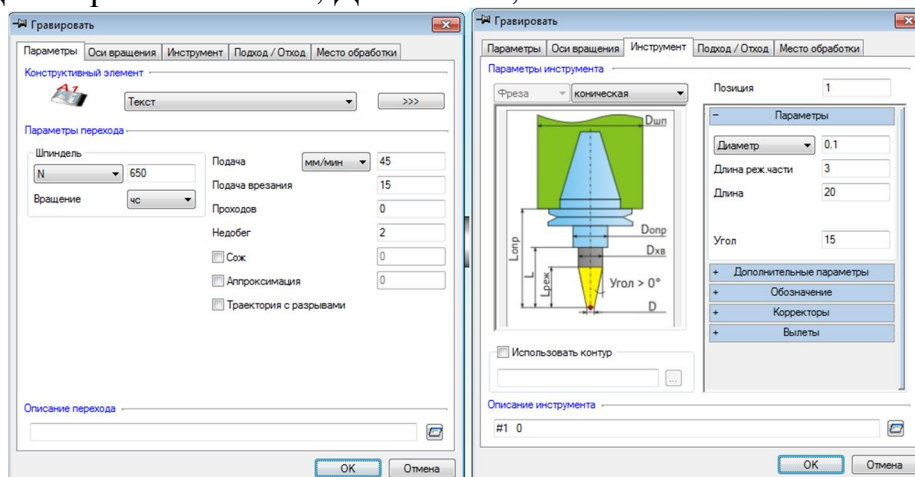 Гравировать
Параметры Оси вращения Инструмент Подход / Отход Место обработки
Конструктивный элемент
A1
Текст >>>
Параметры перехода
Шпиндель
N 650
Вращение чс
Подача мм/мин 45
Подача врезания 15
Проходов 0
Недобег 2
Сож 0
Аппроксимация 0
Траектория с разрывами
Описание перехода
OK Отмена
Гравировать
Параметры Оси вращения Инструмент Подход / Отход Место обработки
Параметры инструмента
Фреза коническая
Позиция 1
Dшп
Dопр
Dхв
Lопр
L
Lреж
Угол > 0°
D
- Параметры
Диаметр 0.1
Длина реж.части 3
Длина 20
Угол 15
+ Дополнительные параметры
+ Обозначение
+ Корректоры
+ Вылеты
Использовать контур
...
Описание инструмента
#1 0
OK Отмена